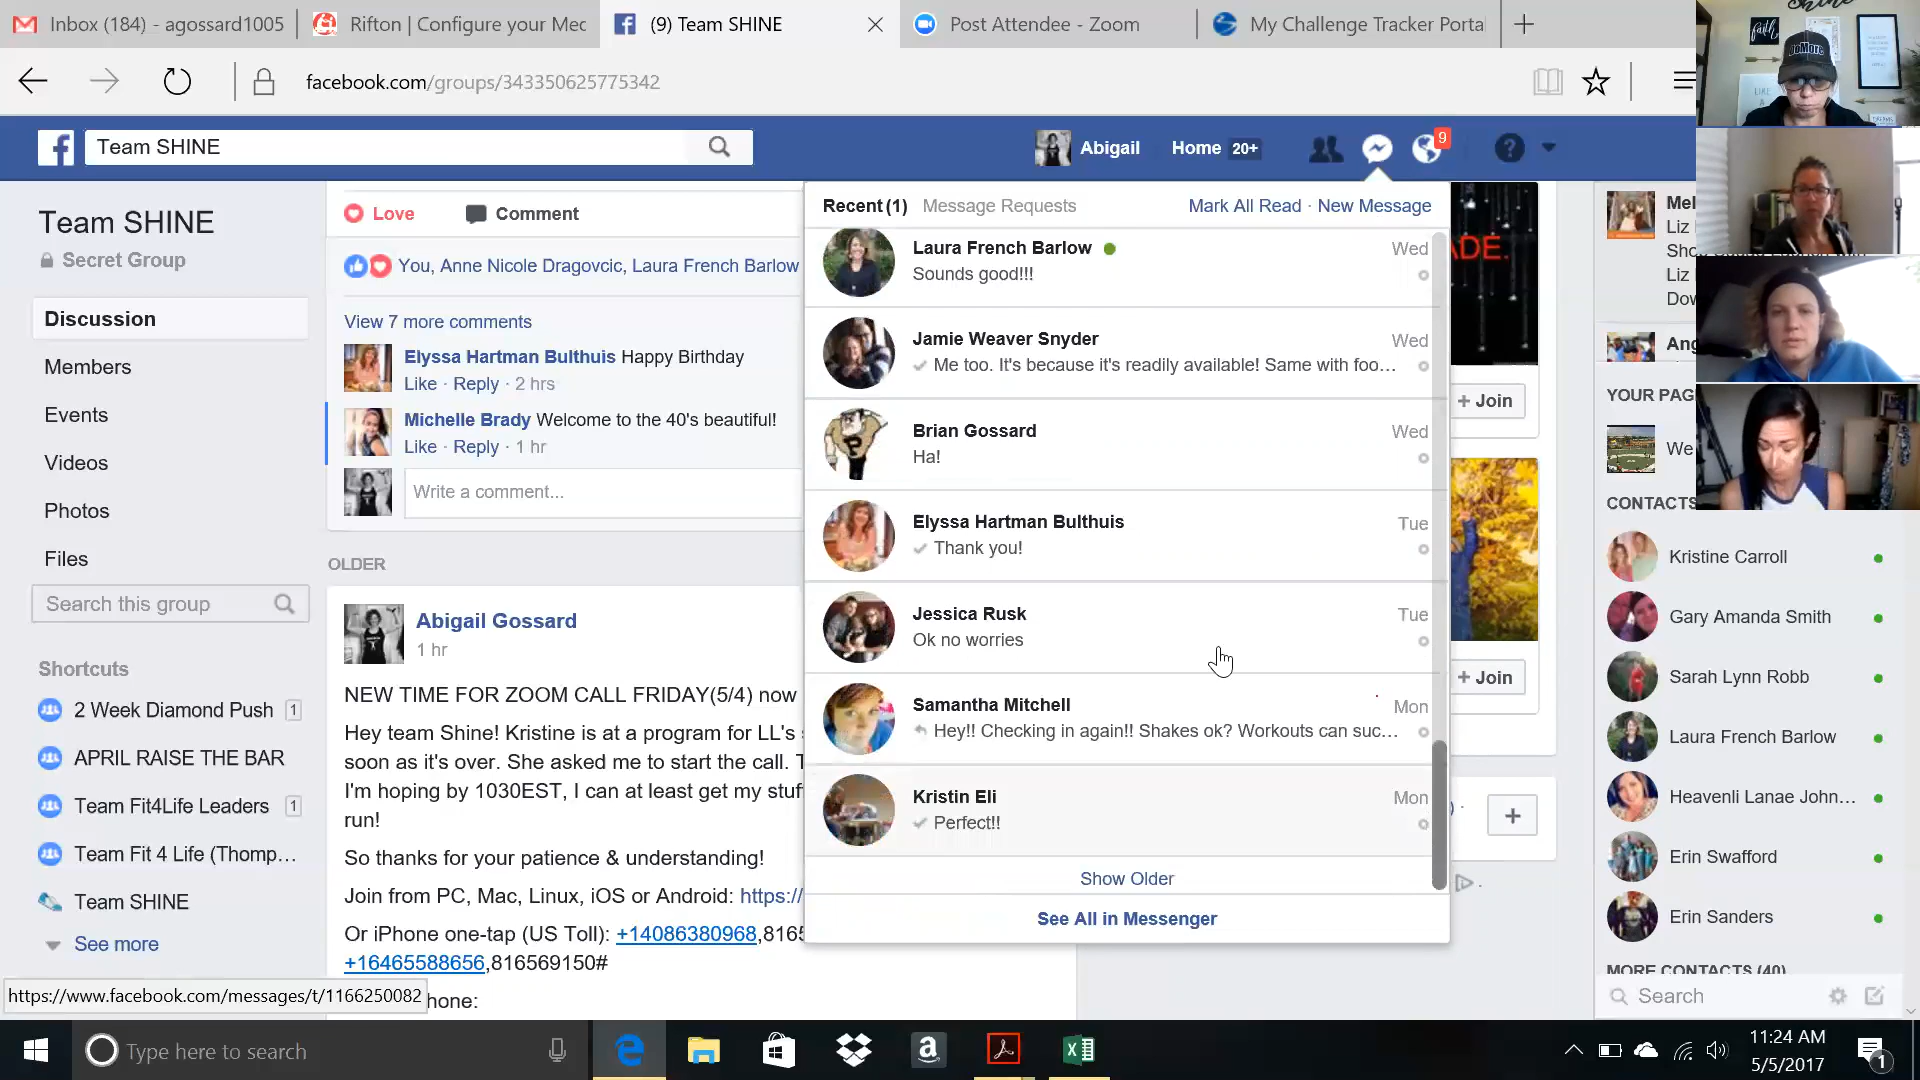 Inbox (184) - agossard1005
Rifton | Configure your Mec
(9) Team SHINE
Post Attendee - Zoom
My Challenge Tracker Porta
facebook.com/groups/343350625775342
Team SHINE
Abigail
Home 20+
9
Team SHINE
Secret Group
Discussion
Members
Events
Videos
Photos
Files
Search this group
Shortcuts
2 Week Diamond Push 1
APRIL RAISE THE BAR
Team Fit4Life Leaders 1
Team Fit 4 Life (Thomp…
Team SHINE
See more
https://www.facebook.com/messages/t/1166250082
Love
Comment
You, Anne Nicole Dragovcic, Laura French Barlow
View 7 more comments
Elyssa Hartman Bulthuis Happy Birthday
Like · Reply · 2 hrs
Michelle Brady Welcome to the 40's beautiful!
Like · Reply · 1 hr
Write a comment...
OLDER
Abigail Gossard
1 hr
NEW TIME FOR ZOOM CALL FRIDAY(5/4) now
Hey team Shine! Kristine is at a program for LL's
soon as it's over. She asked me to start the call.
I'm hoping by 1030EST, I can at least get my stuf
run!
So thanks for your patience & understanding!
Join from PC, Mac, Linux, iOS or Android: https:/
Or iPhone one-tap (US Toll): +14086380968,8165
+16465588656,816569150#
hone:
Recent (1)
Message Requests
Mark All Read · New Message
Laura French Barlow
Wed
Sounds good!!!
Jamie Weaver Snyder
Wed
Me too. It's because it's readily available! Same with foo...
Brian Gossard
Wed
Ha!
Elyssa Hartman Bulthuis
Tue
Thank you!
Jessica Rusk
Tue
Ok no worries
Samantha Mitchell
Mon
Hey!! Checking in again!! Shakes ok? Workouts can suc...
Kristin Eli
Mon
Perfect!!
Show Older
See All in Messenger
ADE.
+ Join
+ Join
Mel
Liz
Sho
Liz
Dov
Ang
YOUR PAG
We
CONTACTS
Kristine Carroll
Gary Amanda Smith
Sarah Lynn Robb
Laura French Barlow
Heavenli Lanae John...
Erin Swafford
Erin Sanders
MORE CONTACTS (40)
Search
Shine
faith
DoMore
LIKE
Type here to search
11:24 AM
5/5/2017
1